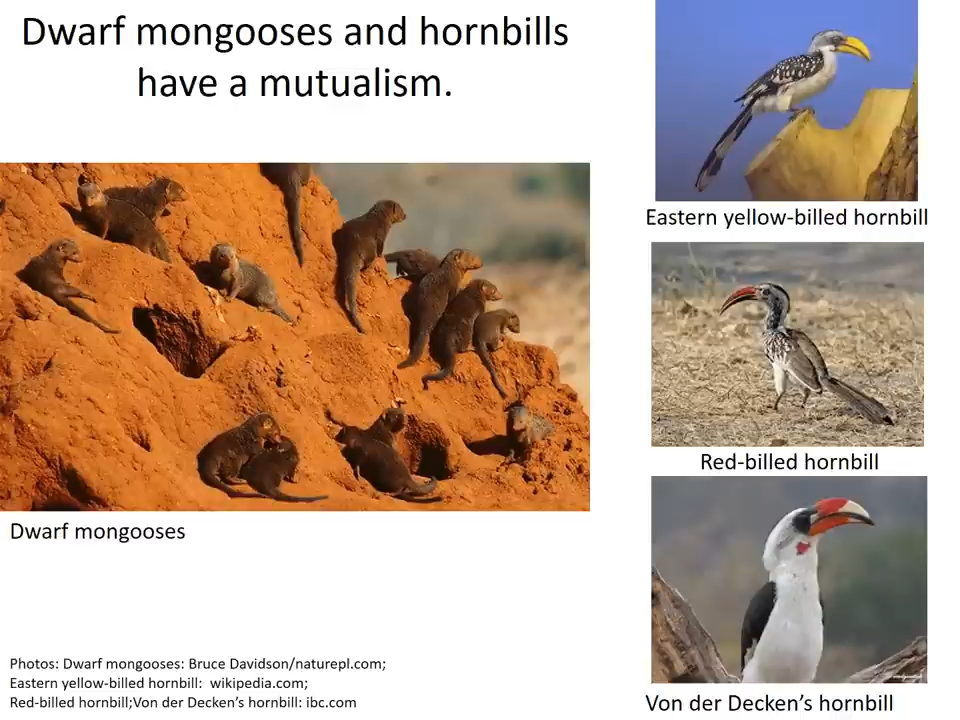 Dwarf mongooses and hornbills
have a mutualism.
Eastern yellow-billed hornbill
Red-billed hornbill
Dwarf mongooses
Photos: Dwarf mongooses: Bruce Davidson/naturepl.com;
Eastern yellow-billed hornbill:  wikipedia.com;
Red-billed hornbill;Von der Decken’s hornbill: ibc.com
Von der Decken’s hornbill